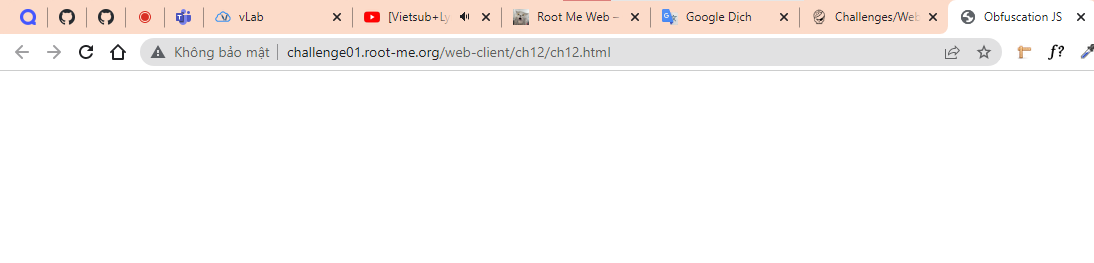 vLab [Vietsub+Ly Root Me Web – Google Dịch Challenges/Web Obfuscation JS
Không bảo mật challenge01.root-me.org/web-client/ch12/ch12.html f?